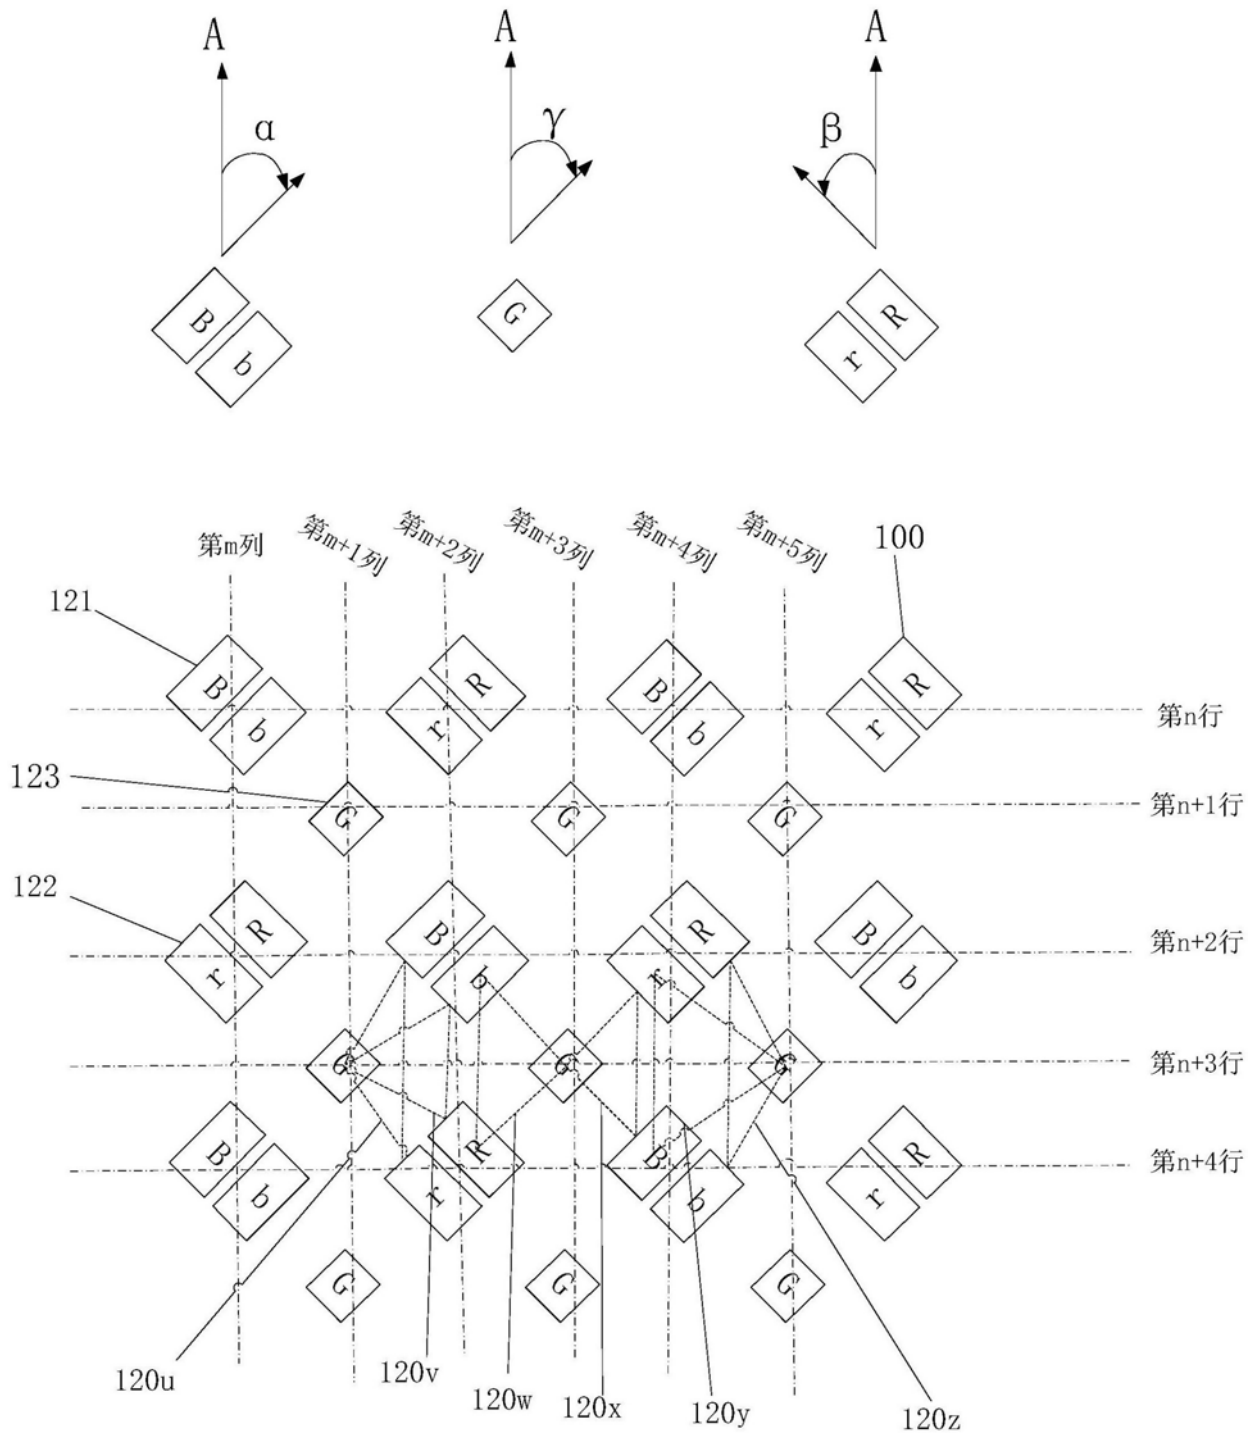 A A A
α γ β
B b G R r
第m列 第m+1列 第m+2列 第m+3列 第m+4列 第m+5列 100
121
B b r R B b r R 第n行
123 G G G 第n+1行
122 r R B b r R B b 第n+2行
G G G 第n+3行
B b r R B b r R 第n+4行
G G G
120u 120v 120w 120x 120y 120z